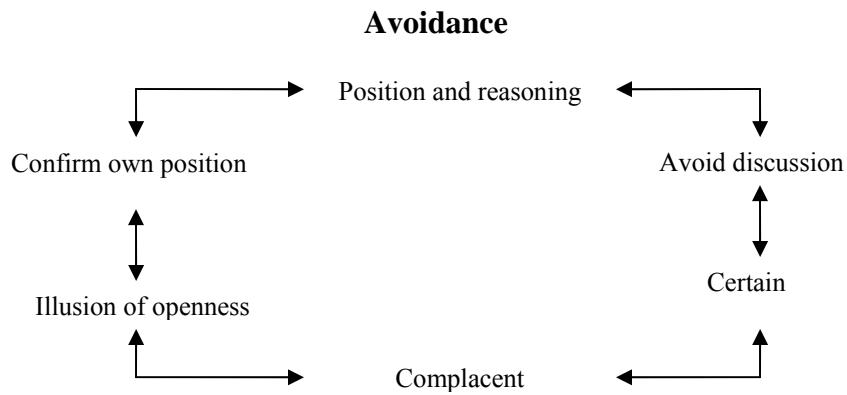 Avoidance
Position and reasoning
Confirm own position
Avoid discussion
Certain
Illusion of openness
Complacent